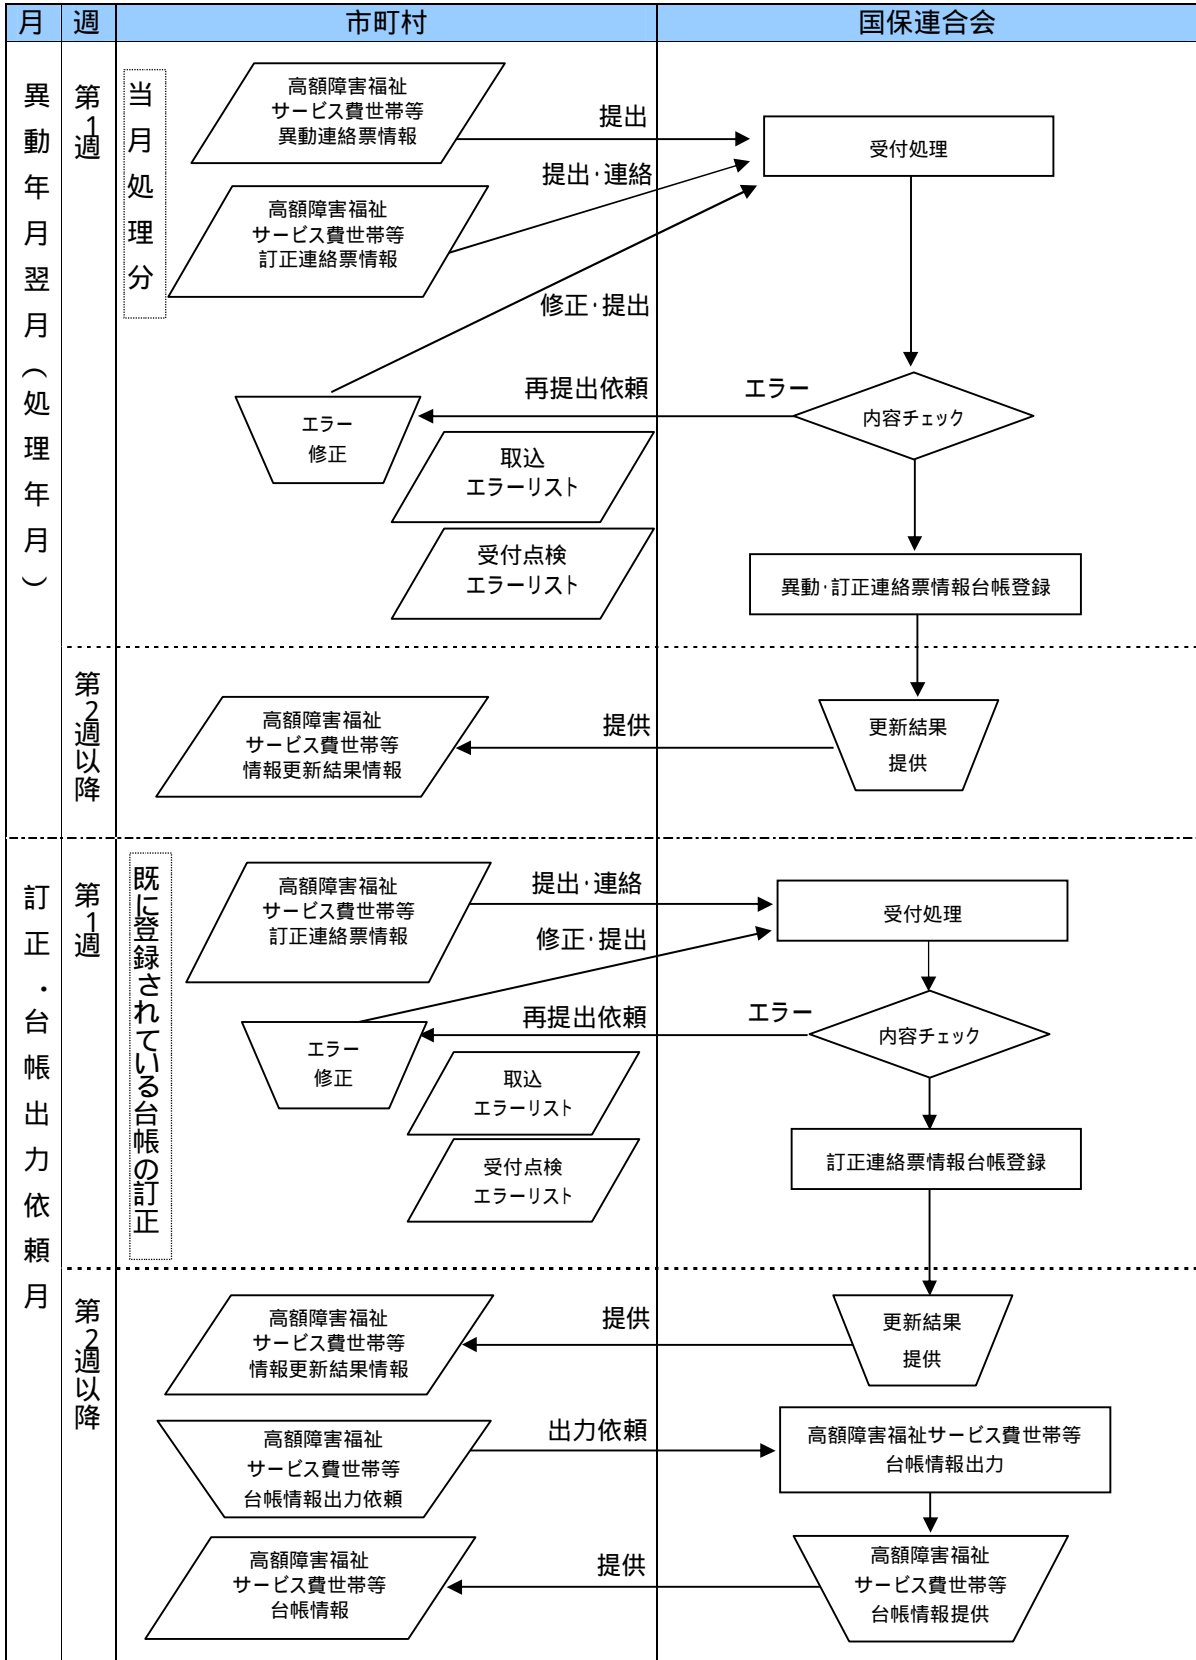 月
週
市町村
国保連合会
異動年月翌月（処理年月）
第1週
当月処理分
高額障害福祉
サービス費世帯等
異動連絡票情報
提出
受付処理
高額障害福祉
サービス費世帯等
訂正連絡票情報
提出・連絡
修正・提出
エラー
修正
再提出依頼
エラー
内容チェック
取込
エラーリスト
受付点検
エラーリスト
異動・訂正連絡票情報台帳登録
第2週以降
高額障害福祉
サービス費世帯等
情報更新結果情報
提供
更新結果
提供
訂正・台帳出力依頼月
第1週
既に登録されている台帳の訂正
高額障害福祉
サービス費世帯等
訂正連絡票情報
提出・連絡
受付処理
修正・提出
エラー
修正
再提出依頼
エラー
内容チェック
取込
エラーリスト
受付点検
エラーリスト
訂正連絡票情報台帳登録
第2週以降
高額障害福祉
サービス費世帯等
情報更新結果情報
提供
更新結果
提供
高額障害福祉
サービス費世帯等
台帳情報出力依頼
出力依頼
高額障害福祉サービス費世帯等
台帳情報出力
高額障害福祉
サービス費世帯等
台帳情報
提供
高額障害福祉
サービス費世帯等
台帳情報提供